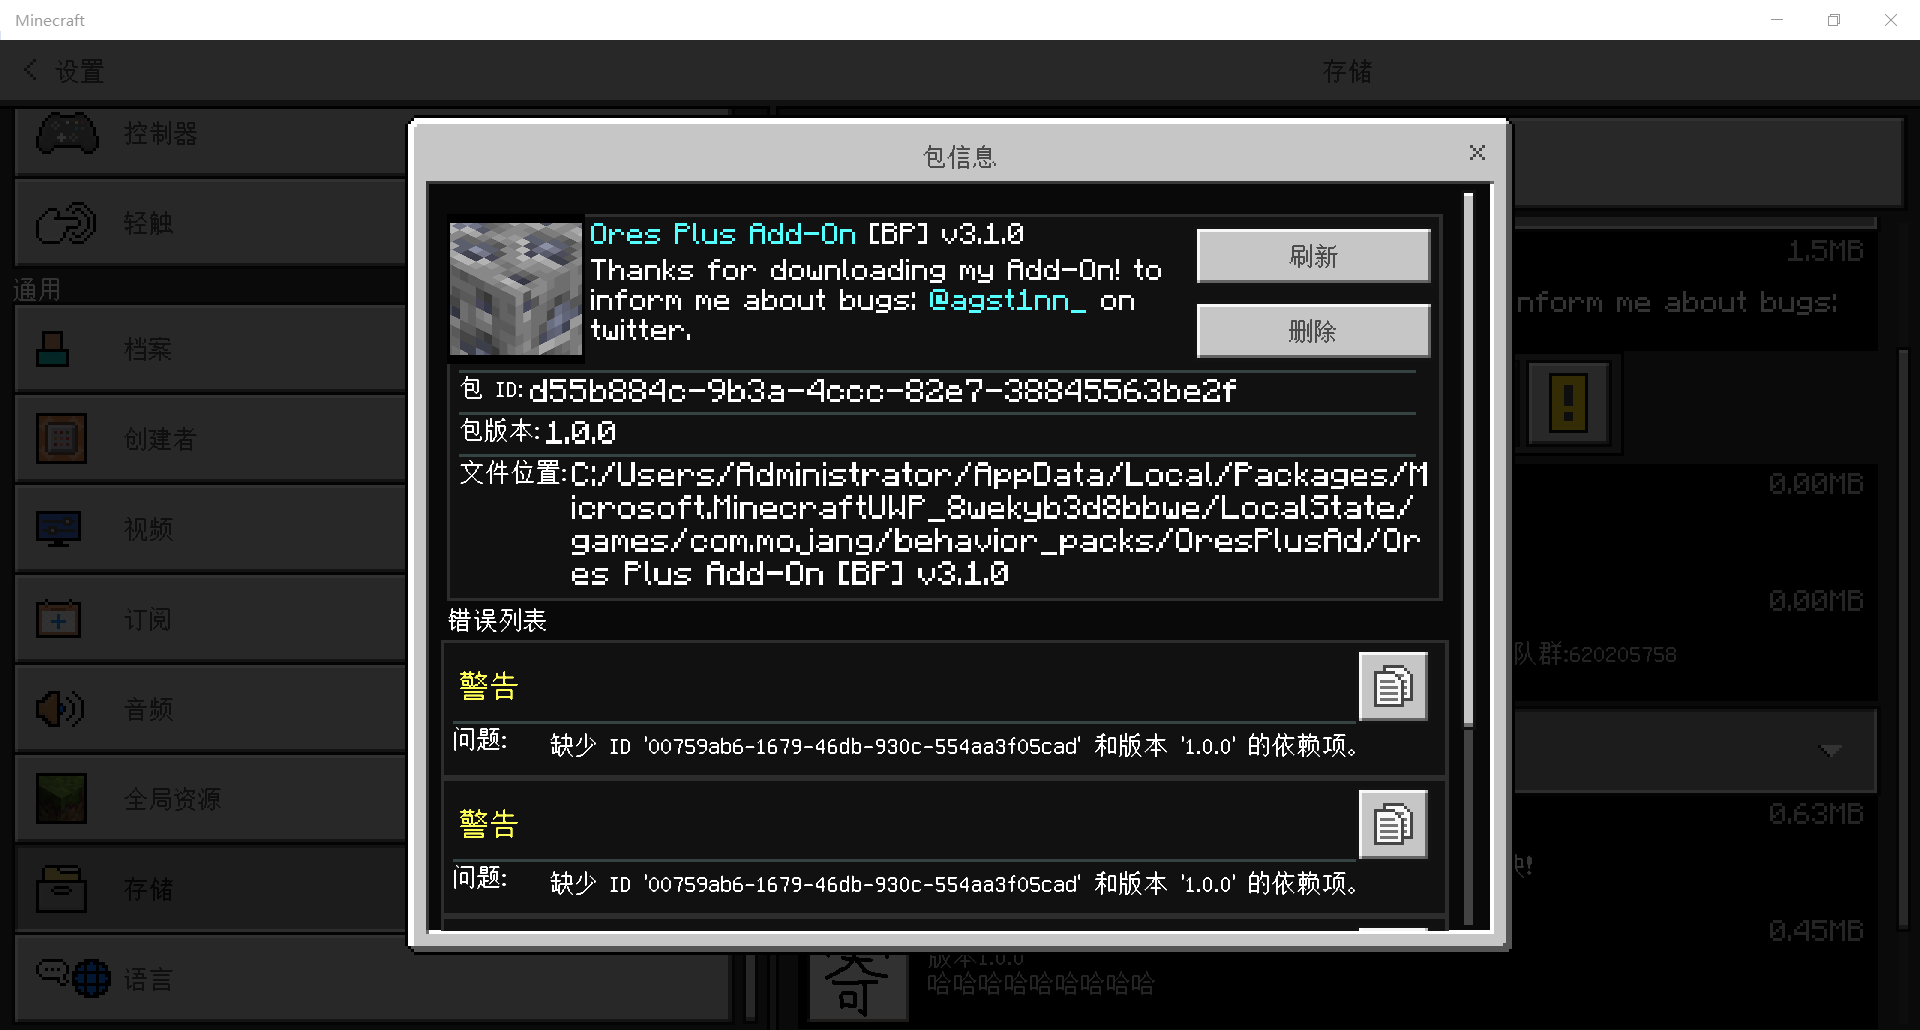 Minecraft
设置
存储
控制器
轻触
通用
档案
创建者
视频
订阅
音频
全局资源
存储
语言
包信息
Ores Plus Add-On [BP] v3.1.0
Thanks for downloading my Add-On! to
inform me about bugs: @agst1nn_ on
twitter.
刷新
删除
包 ID: d55b884c-9b3a-4ccc-82e7-38845563be2f
包版本: 1.0.0
文件位置: C:/Users/Administrator/AppData/Local/Packages/M
icrosoft.MinecraftUWP_8wekyb3d8bbwe/LocalState/
games/com.mojang/behavior_packs/OresPlusAd/Or
es Plus Add-On [BP] v3.1.0
错误列表
警告
问题: 缺少 ID '00759ab6-1679-46db-930c-554aa3f05cad' 和版本 '1.0.0' 的依赖项。
警告
问题: 缺少 ID '00759ab6-1679-46db-930c-554aa3f05cad' 和版本 '1.0.0' 的依赖项。
1.5MB
nform me about bugs:
0.00MB
0.00MB
队群:620205758
0.63MB
!
0.45MB
版本1.0.0
哈哈哈哈哈哈哈哈哈